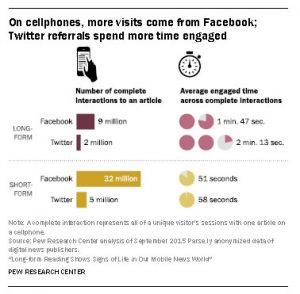 On cellphones, more visits come from Facebook;
Twitter referrals spend more time engaged
Number of complete
interactions to an article
Average engaged time
across complete interactions
LONG-
FORM
Facebook
9 million
1 min. 47 sec.
Twitter
2 million
2 min. 13 sec.
SHORT-
FORM
Facebook
32 million
51 seconds
Twitter
5 million
58 seconds
Note: A complete interaction represents all of a unique visitor's sessions with one article on
a cellphone.
Source: Pew Research Center analysis of September 2015 Parse.ly anonymized data of
digital news publishers.
"Long-Form Reading Shows Signs of Life in Our Mobile News World"
PEW RESEARCH CENTER